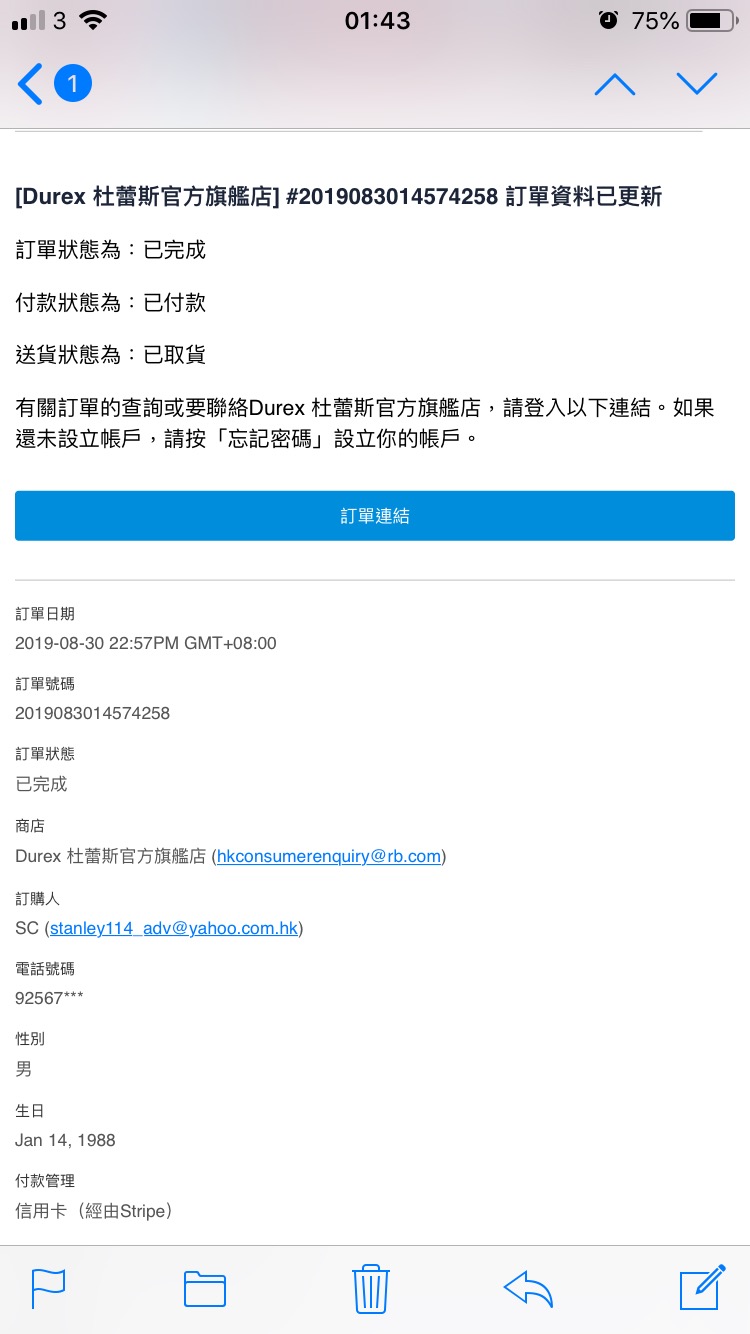 3
01:43
75%
1
[Durex 杜蕾斯官方旗艦店] #2019083014574258 訂單資料已更新
訂單狀態為：已完成
付款狀態為：已付款
送貨狀態為：已取貨
有關訂單的查詢或要聯絡Durex 杜蕾斯官方旗艦店，請登入以下連結。如果
還未設立帳戶，請按「忘記密碼」設立你的帳戶。
訂單連結
訂單日期
2019-08-30 22:57PM GMT+08:00
訂單號碼
2019083014574258
訂單狀態
已完成
商店
Durex 杜蕾斯官方旗艦店 (hkconsumerenquiry@rb.com)
訂購人
SC (stanley114_adv@yahoo.com.hk)
電話號碼
92567***
性別
男
生日
Jan 14, 1988
付款管理
信用卡（經由Stripe）